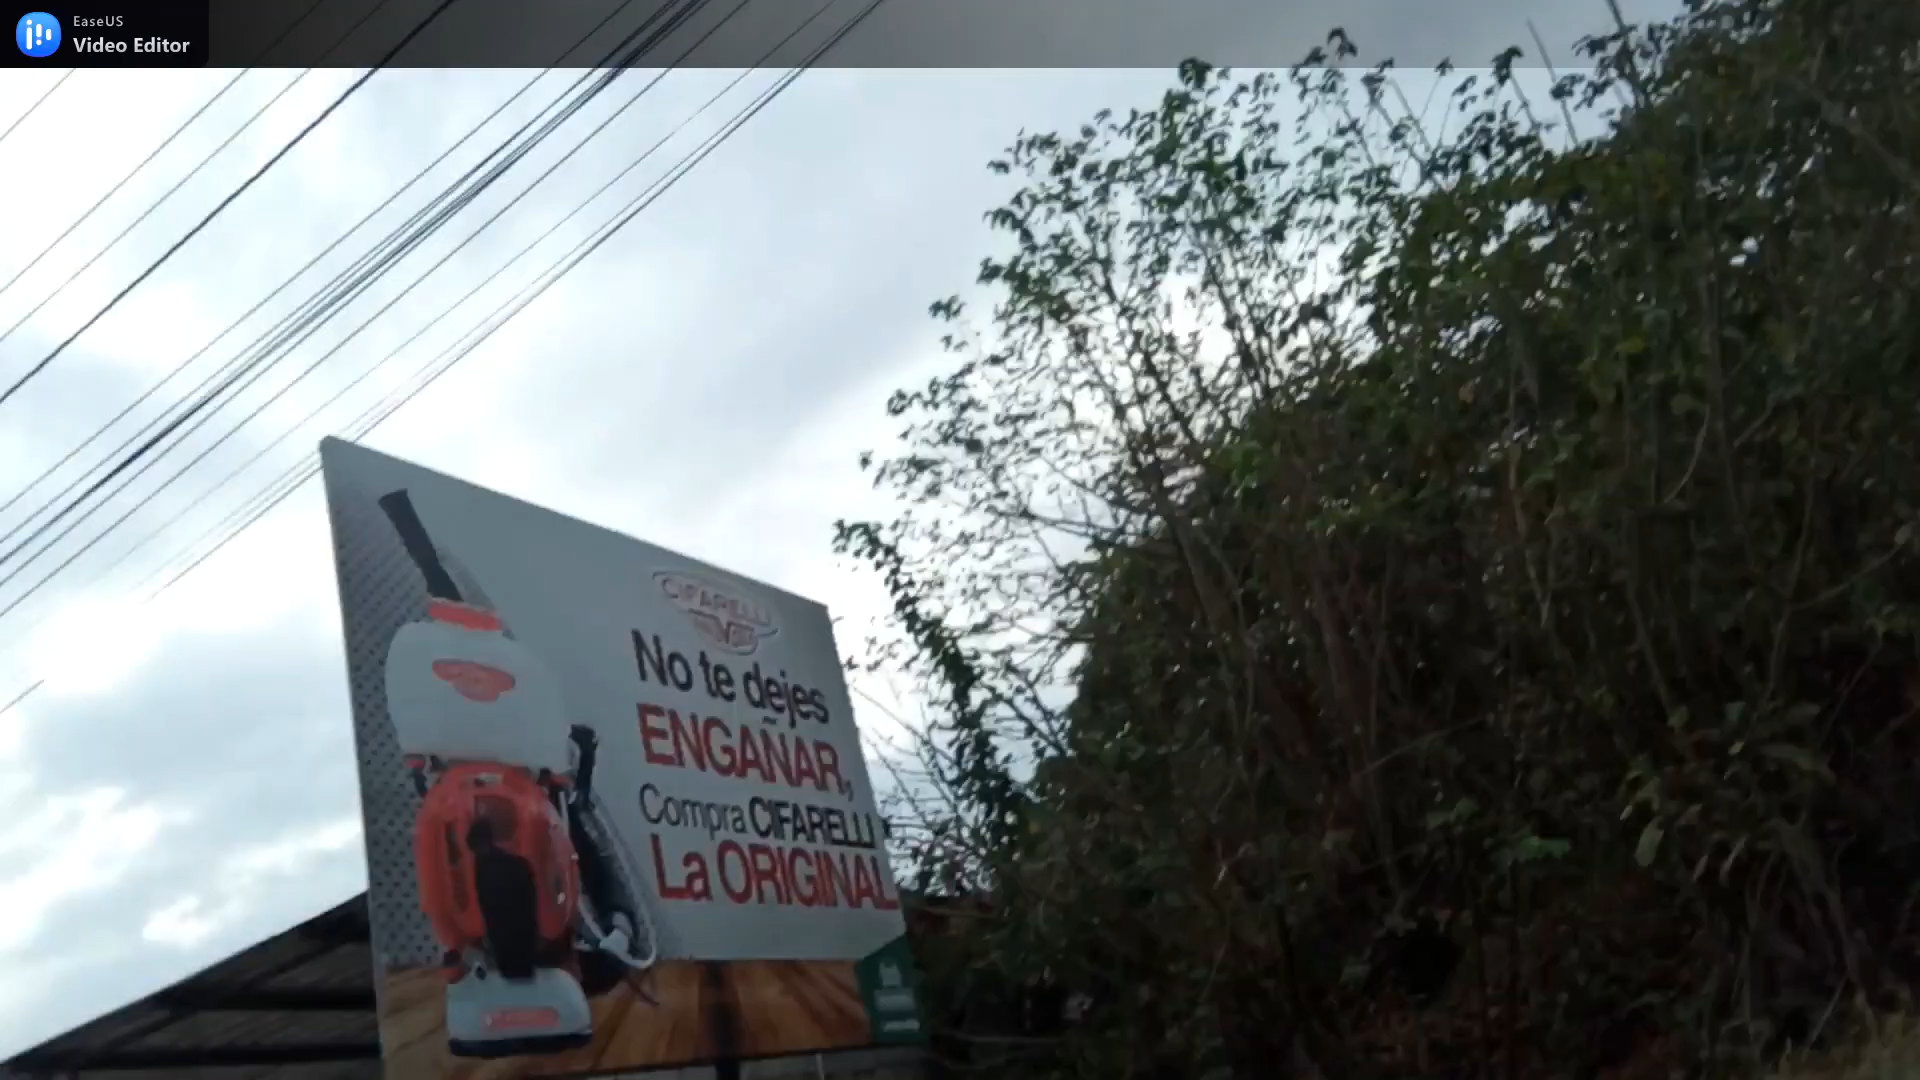 EaseUS
Video Editor
CIFARELLI
No te dejes
ENGAÑAR,
Compra CIFARELLI
La ORIGINAL